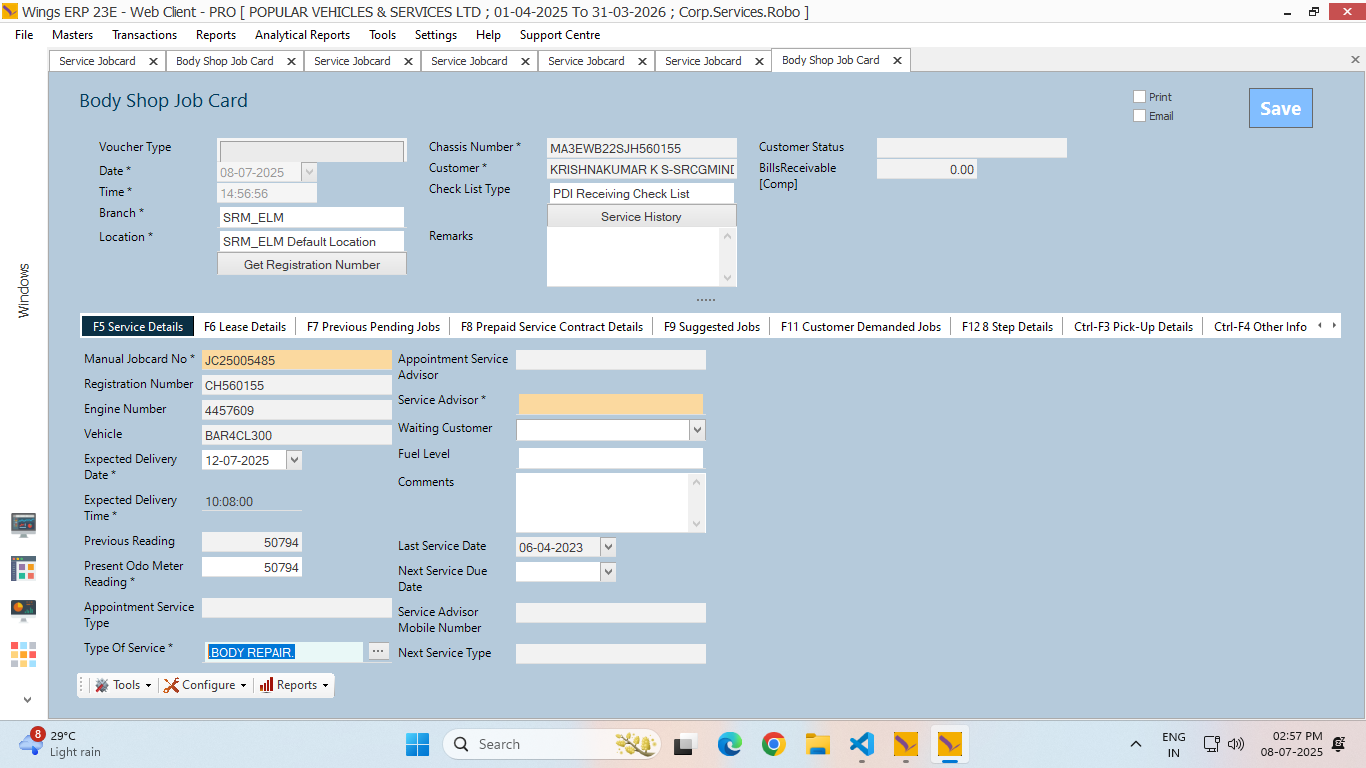 Wings ERP 23E - Web Client - PRO [ POPULAR VEHICLES & SERVICES LTD ; 01-04-2025 To 31-03-2026 ; Corp.Services.Robo ]
File Masters Transactions Reports Analytical Reports Tools Settings Help Support Centre
Service Jobcard Body Shop Job Card Service Jobcard Service Jobcard Service Jobcard Service Jobcard Body Shop Job Card
Body Shop Job Card
Print
Email
Save
Voucher Type
Date * 08-07-2025
Time * 14:56:56
Branch * SRM_ELM
Location * SRM_ELM Default Location
Get Registration Number
Chassis Number * MA3EWB22SJH560155
Customer * KRISHNAKUMAR K S-SRCGMIND
Check List Type PDI Receiving Check List
Service History
Remarks
Customer Status
BillsReceivable [Comp] 0.00
Windows
F5 Service Details F6 Lease Details F7 Previous Pending Jobs F8 Prepaid Service Contract Details F9 Suggested Jobs F11 Customer Demanded Jobs F12 8 Step Details Ctrl-F3 Pick-Up Details Ctrl-F4 Other Info
Manual Jobcard No * JC25005485
Registration Number CH560155
Engine Number 4457609
Vehicle BAR4CL300
Expected Delivery Date * 12-07-2025
Expected Delivery Time * 10:08:00
Previous Reading 50794
Present Odo Meter Reading * 50794
Appointment Service Type
Type Of Service * BODY REPAIR.
Appointment Service Advisor
Service Advisor *
Waiting Customer
Fuel Level
Comments
Last Service Date 06-04-2023
Next Service Due Date
Service Advisor Mobile Number
Next Service Type
Tools Configure Reports
8
29°C
Light rain
Search
ENG
IN
02:57 PM
08-07-2025